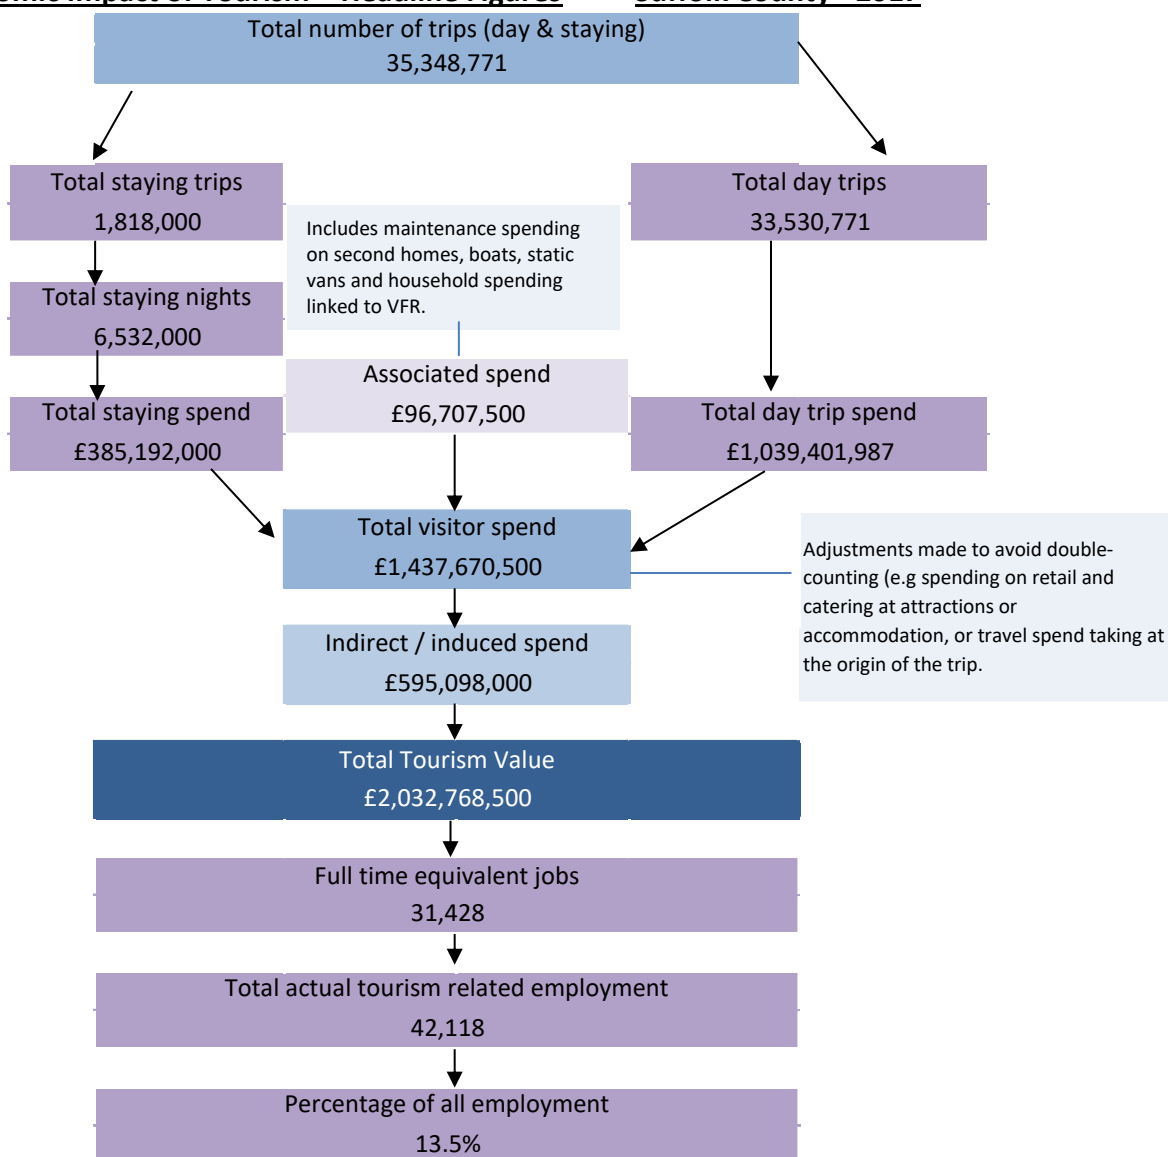 Impact of Tourism – Headline Figures
Total number of trips (day & staying)
35,348,771
Total staying trips
1,818,000
Total day trips
33,530,771
Includes maintenance spending
on second homes, boats, static
vans and household spending
linked to VFR.
Total staying nights
6,532,000
Associated spend
£96,707,500
Total staying spend
£385,192,000
Total day trip spend
£1,039,401,987
Total visitor spend
£1,437,670,500
Adjustments made to avoid double-
counting (e.g spending on retail and
catering at attractions or
accommodation, or travel spend taking at
the origin of the trip.
Indirect / induced spend
£595,098,000
Total Tourism Value
£2,032,768,500
Full time equivalent jobs
31,428
Total actual tourism related employment
42,118
Percentage of all employment
13.5%